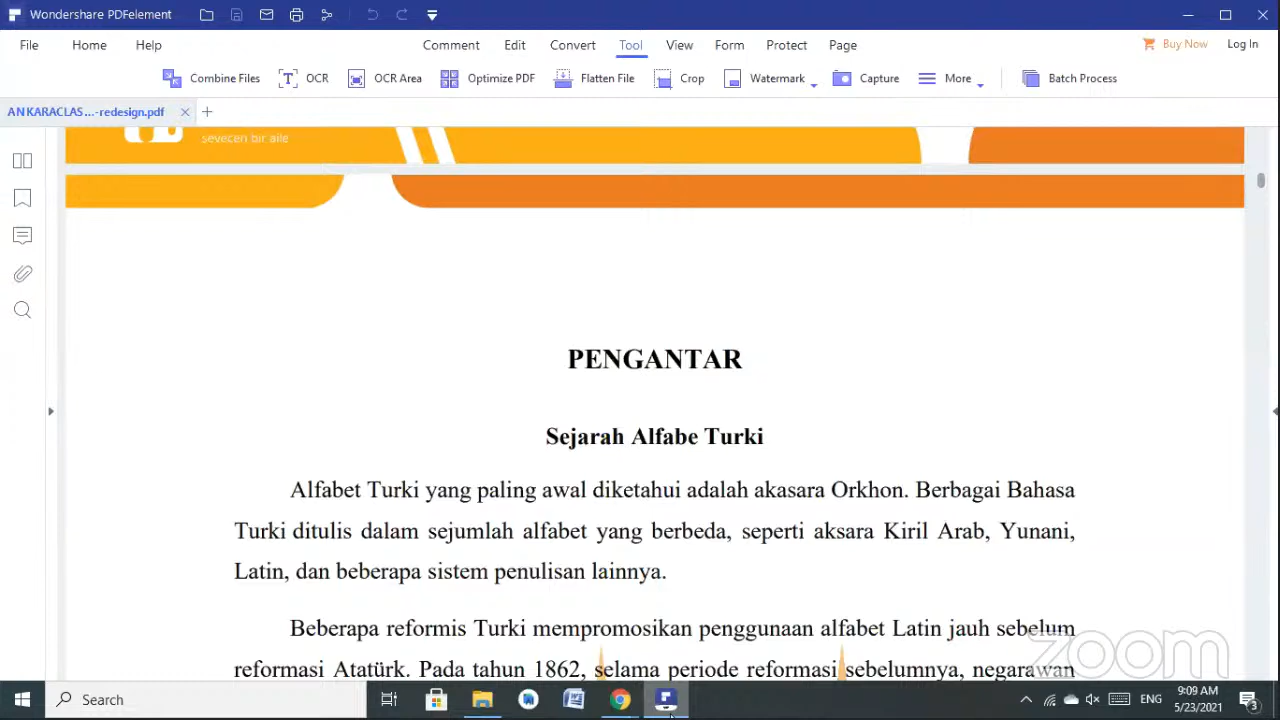 Wondershare PDFelement
File Home Help Comment Edit Convert Tool View Form Protect Page Buy Now Log In
Combine Files OCR OCR Area Optimize PDF Flatten File Crop Watermark Capture More Batch Process
ANKARACLAS...-redesign.pdf
sevecen bir aile
PENGANTAR
Sejarah Alfabe Turki
Alfabet Turki yang paling awal diketahui adalah akasara Orkhon. Berbagai Bahasa
Turki ditulis dalam sejumlah alfabet yang berbeda, seperti aksara Kiril Arab, Yunani,
Latin, dan beberapa sistem penulisan lainnya.
Beberapa reformis Turki mempromosikan penggunaan alfabet Latin jauh sebelum
reformasi Atatürk. Pada tahun 1862, selama periode reformasi sebelumnya, negarawan
zoom
Search
ENG
9:09 AM
5/23/2021
3